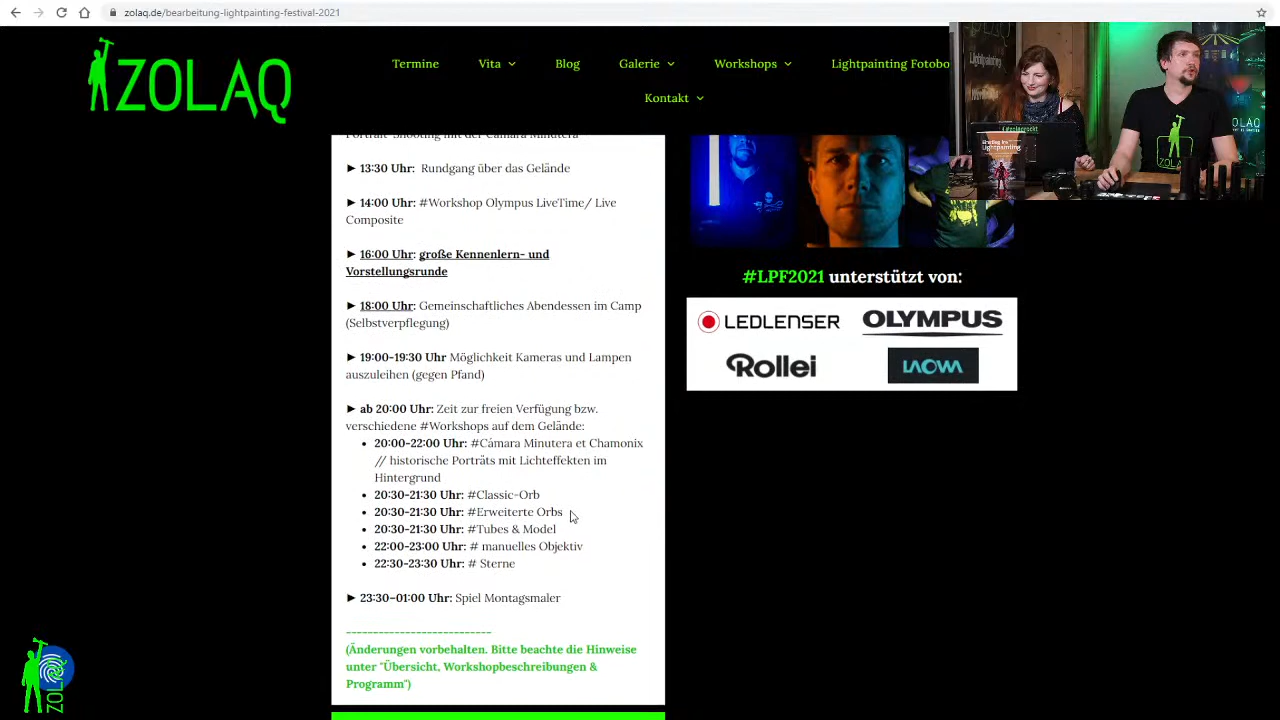 zolaq.de/bearbeitung-lightpainting-festival-2021
ZOLAQ
Termine
Vita
Blog
Galerie
Workshops
Lightpainting Fotobo
Kontakt
Portrait-Shooting mit der Cámara Minutera
► 13:30 Uhr: Rundgang über das Gelände
► 14:00 Uhr: #Workshop Olympus LiveTime/ Live
Composite
► 16:00 Uhr: große Kennenlern- und
Vorstellungsrunde
► 18:00 Uhr: Gemeinschaftliches Abendessen im Camp
(Selbstverpflegung)
► 19:00-19:30 Uhr Möglichkeit Kameras und Lampen
auszuleihen (gegen Pfand)
► ab 20:00 Uhr: Zeit zur freien Verfügung bzw.
verschiedene #Workshops auf dem Gelände:
• 20:00-22:00 Uhr: #Cámara Minutera et Chamonix
// historische Porträts mit Lichteffekten im
Hintergrund
• 20:30-21:30 Uhr: #Classic-Orb
• 20:30-21:30 Uhr: #Erweiterte Orbs
• 20:30-21:30 Uhr: #Tubes & Model
• 22:00-23:00 Uhr: # manuelles Objektiv
• 22:30-23:30 Uhr: # Sterne
► 23:30-01:00 Uhr: Spiel Montagsmaler
---------------------------
(Änderungen vorbehalten. Bitte beachte die Hinweise
unter "Übersicht, Workshopbeschreibungen &
Programm")
#LPF2021 unterstützt von:
LEDLENSER
OLYMPUS
Rollei
LAOWA
Einstieg ins
Lightpainting
ZOLAQ